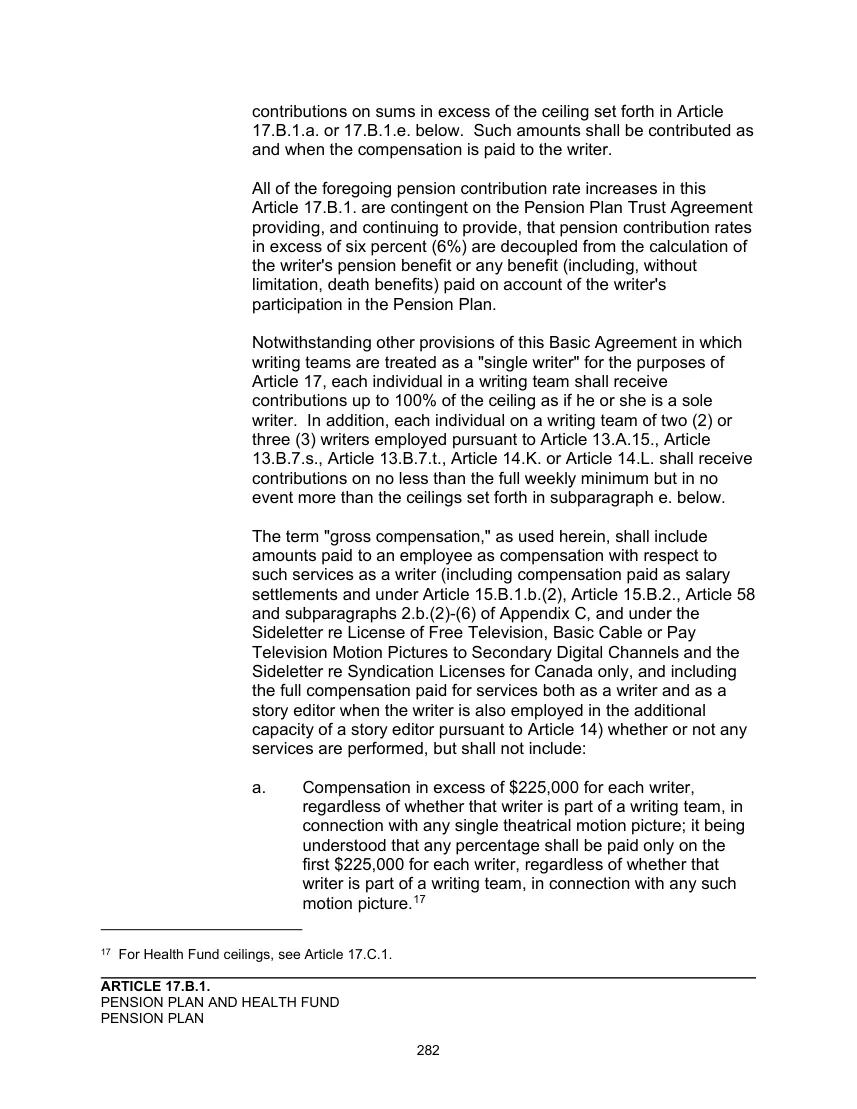 contributions on sums in excess of the ceiling set forth in Article
17.B.1.a. or 17.B.1.e. below.  Such amounts shall be contributed as
and when the compensation is paid to the writer.
All of the foregoing pension contribution rate increases in this
Article 17.B.1. are contingent on the Pension Plan Trust Agreement
providing, and continuing to provide, that pension contribution rates
in excess of six percent (6%) are decoupled from the calculation of
the writer's pension benefit or any benefit (including, without
limitation, death benefits) paid on account of the writer's
participation in the Pension Plan.
Notwithstanding other provisions of this Basic Agreement in which
writing teams are treated as a "single writer" for the purposes of
Article 17, each individual in a writing team shall receive
contributions up to 100% of the ceiling as if he or she is a sole
writer.  In addition, each individual on a writing team of two (2) or
three (3) writers employed pursuant to Article 13.A.15., Article
13.B.7.s., Article 13.B.7.t., Article 14.K. or Article 14.L. shall receive
contributions on no less than the full weekly minimum but in no
event more than the ceilings set forth in subparagraph e. below.
The term "gross compensation," as used herein, shall include
amounts paid to an employee as compensation with respect to
such services as a writer (including compensation paid as salary
settlements and under Article 15.B.1.b.(2), Article 15.B.2., Article 58
and subparagraphs 2.b.(2)-(6) of Appendix C, and under the
Sideletter re License of Free Television, Basic Cable or Pay
Television Motion Pictures to Secondary Digital Channels and the
Sideletter re Syndication Licenses for Canada only, and including
the full compensation paid for services both as a writer and as a
story editor when the writer is also employed in the additional
capacity of a story editor pursuant to Article 14) whether or not any
services are performed, but shall not include:
a. Compensation in excess of $225,000 for each writer,
regardless of whether that writer is part of a writing team, in
connection with any single theatrical motion picture; it being
understood that any percentage shall be paid only on the
first $225,000 for each writer, regardless of whether that
writer is part of a writing team, in connection with any such
motion picture.17
17 For Health Fund ceilings, see Article 17.C.1.
ARTICLE 17.B.1.
PENSION PLAN AND HEALTH FUND
PENSION PLAN
282